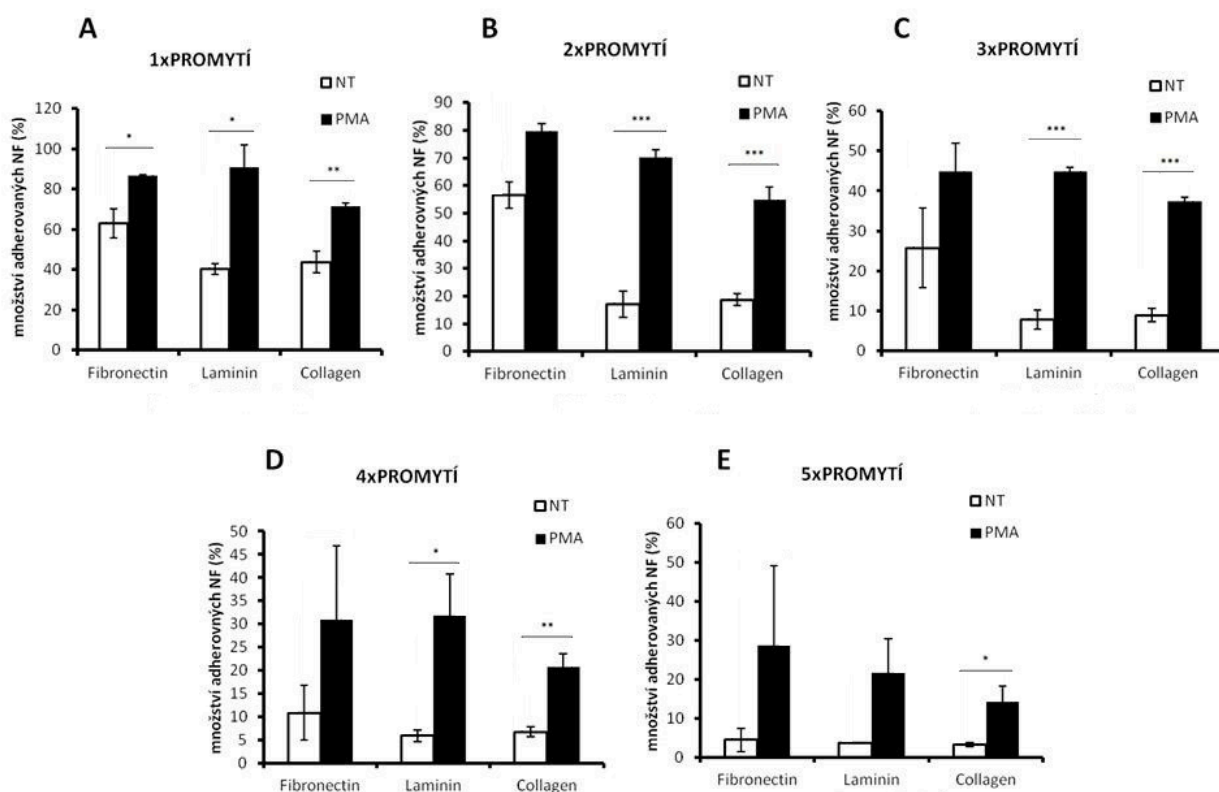 A
1xPROMYTÍ
NT
PMA
množství adherovaných NF (%)
120
100
80
60
40
20
0
*
*
**
Fibronectin Laminin Collagen
B
2xPROMYTÍ
NT
PMA
množství adherovných NF (%)
90
80
70
60
50
40
30
20
10
0
***
***
Fibronectin Laminin Collagen
C
3xPROMYTÍ
NT
PMA
množství adherovaných NF (%)
60
50
40
30
20
10
0
***
***
Fibronectin Laminin Collagen
D
4xPROMYTÍ
NT
PMA
množství adherovných NF (%)
50
45
40
35
30
25
20
15
10
5
0
*
**
Fibronectin Laminin Collagen
E
5xPROMYTÍ
NT
PMA
množství adherovaných NF (%)
60
50
40
30
20
10
0
*
Fibronectin Laminin Collagen